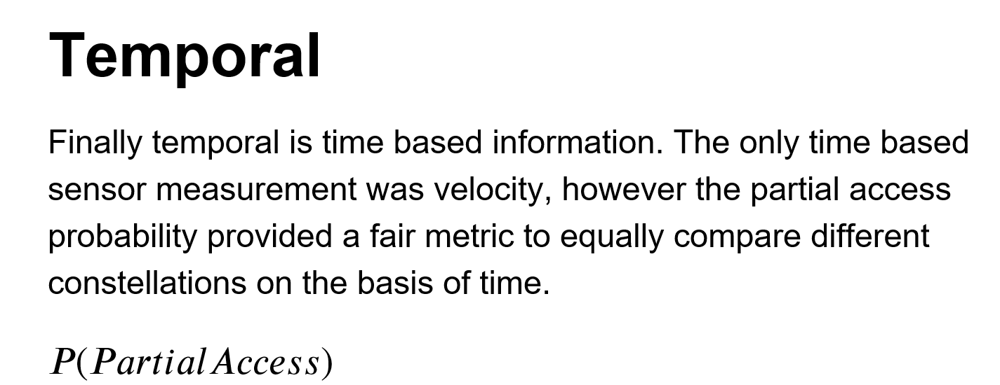 Temporal
Finally temporal is time based information. The only time based
sensor measurement was velocity, however the partial access
probability provided a fair metric to equally compare different
constellations on the basis of time.
P(Partial Access)